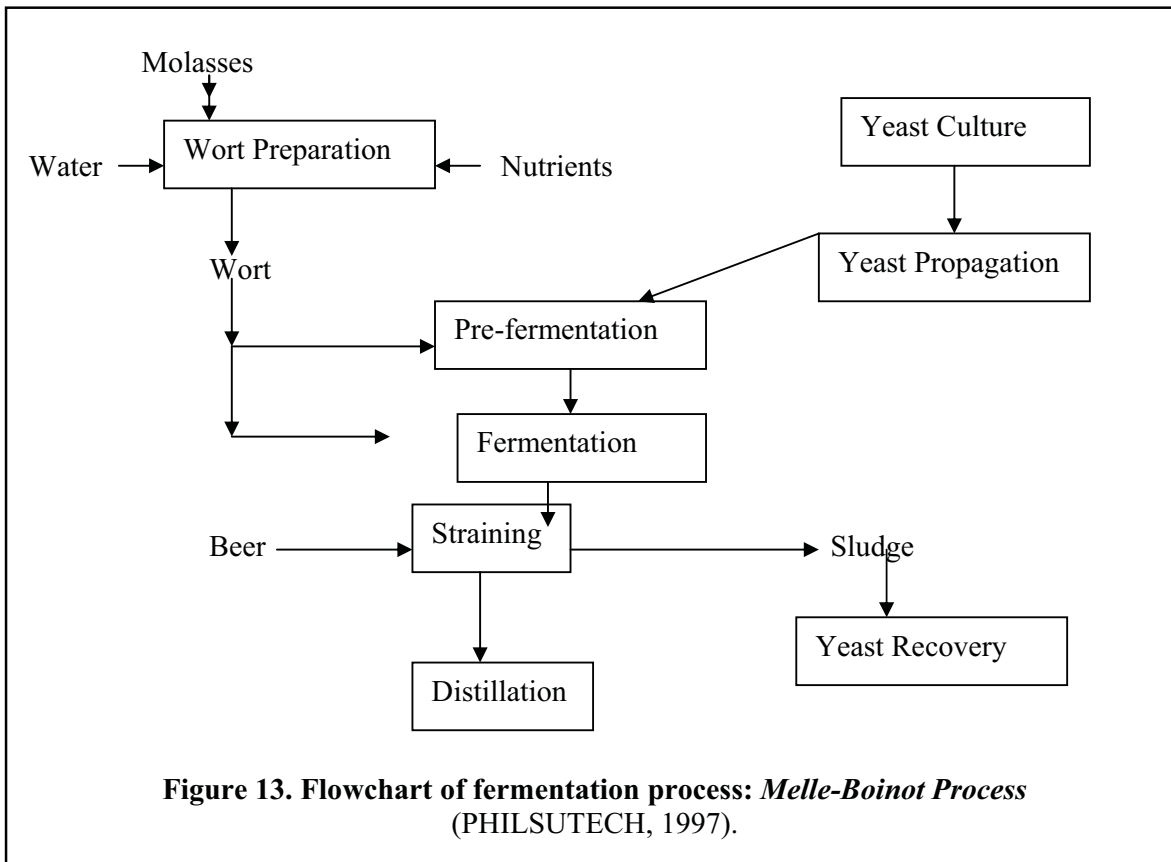 Molasses
Wort Preparation
Water
Nutrients
Yeast Culture
Wort
Yeast Propagation
Pre-fermentation
Fermentation
Beer
Straining
Sludge
Yeast Recovery
Distillation
Figure 13. Flowchart of fermentation process: Melle-Boinot Process
(PHILSUTECH, 1997).